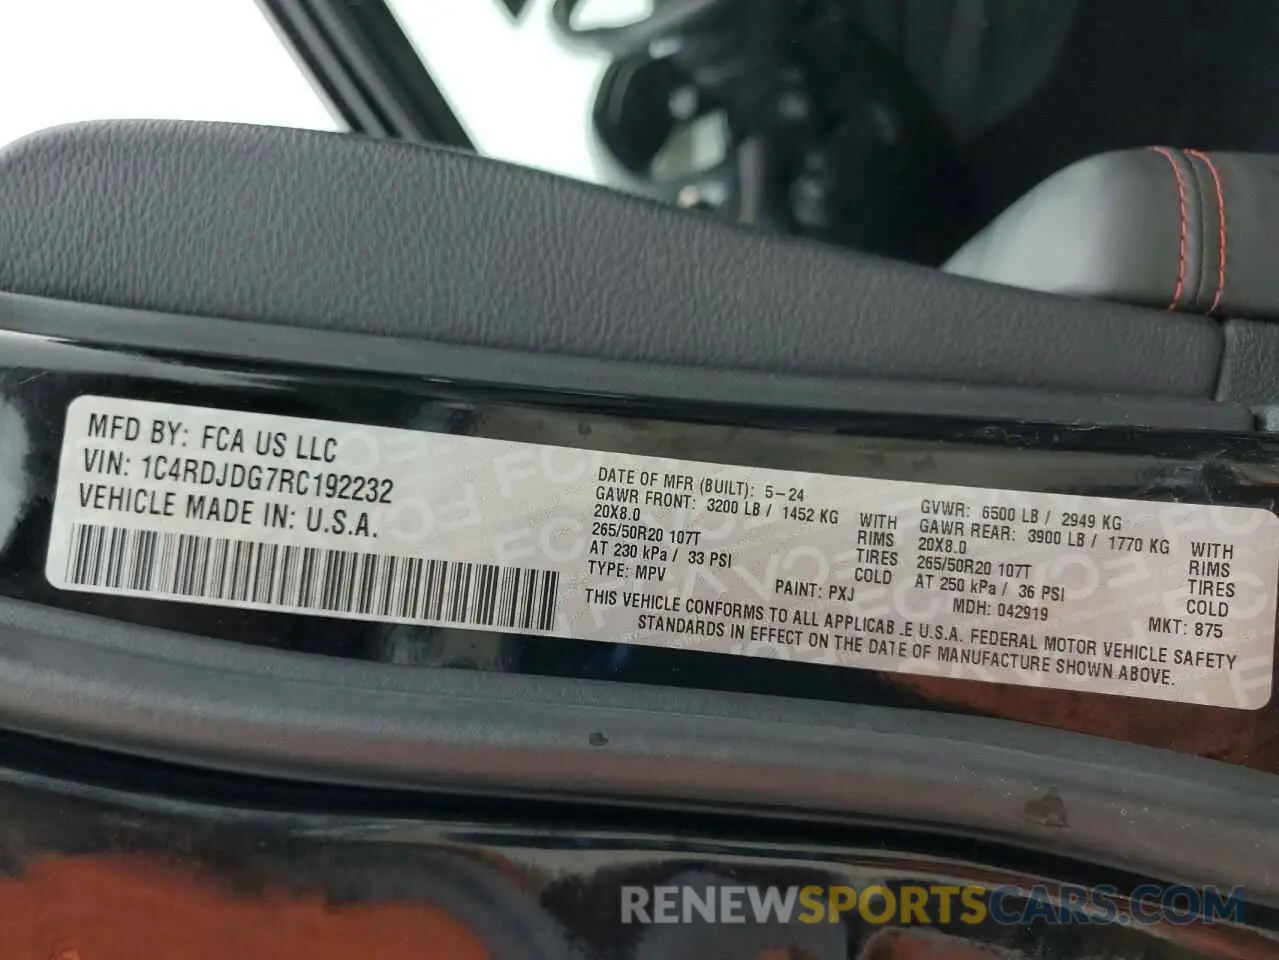 MFD BY: FCA US LLC
VIN: 1C4RDJDG7RC192232
VEHICLE MADE IN: U.S.A.
DATE OF MFR (BUILT): 5-24
GAWR FRONT: 3200 LB / 1452 KG WITH
20X8.0 RIMS
265/50R20 107T TIRES
AT 230 kPa / 33 PSI COLD
TYPE: MPV PAINT: PXJ
GVWR: 6500 LB / 2949 KG
GAWR REAR: 3900 LB / 1770 KG WITH
20X8.0 RIMS
265/50R20 107T TIRES
AT 250 kPa / 36 PSI COLD
MDH: 042919 MKT: 875
THIS VEHICLE CONFORMS TO ALL APPLICAB.E U.S.A. FEDERAL MOTOR VEHICLE SAFETY
STANDARDS IN EFFECT ON THE DATE OF MANUFACTURE SHOWN ABOVE.
RENEWSPORTSCARS.COM